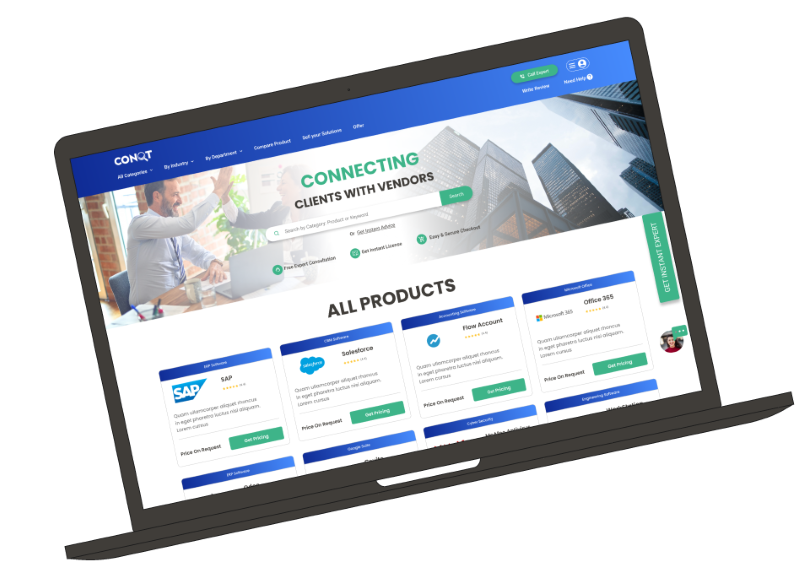 CONQT
Call Expert
Write Review
Need Help
All Categories
By Industry
By Department
Compare Product
Sell your Solutions
Offer
CONNECTING
CLIENTS WITH VENDORS
Search by Category, Product or Keyword
Search
Or Get Instant Advice
Free Expert Consultation
Get Instant License
Easy & Secure Checkout
GET INSTANT EXPERT
ALL PRODUCTS
ERP Software
SAP
SAP
Quam ullamcorper aliquet rhoncus
in eget pharetra luctus nisl aliquam.
Lorem cursus
Price On Request
Get Pricing
CRM Software
salesforce
Salesforce
Quam ullamcorper aliquet rhoncus
in eget pharetra luctus nisl aliquam.
Lorem cursus
Price On Request
Get Pricing
Accounting Software
Flow Account
Quam ullamcorper aliquet rhoncus
in eget pharetra luctus nisl aliquam.
Lorem cursus
Price On Request
Get Pricing
Microsoft Office
Microsoft 365
Office 365
Quam ullamcorper aliquet rhoncus
in eget pharetra luctus nisl aliquam.
Lorem cursus
Price On Request
Get Pricing
ERP Software
Google Suite
Cyber Security
Engineering Software